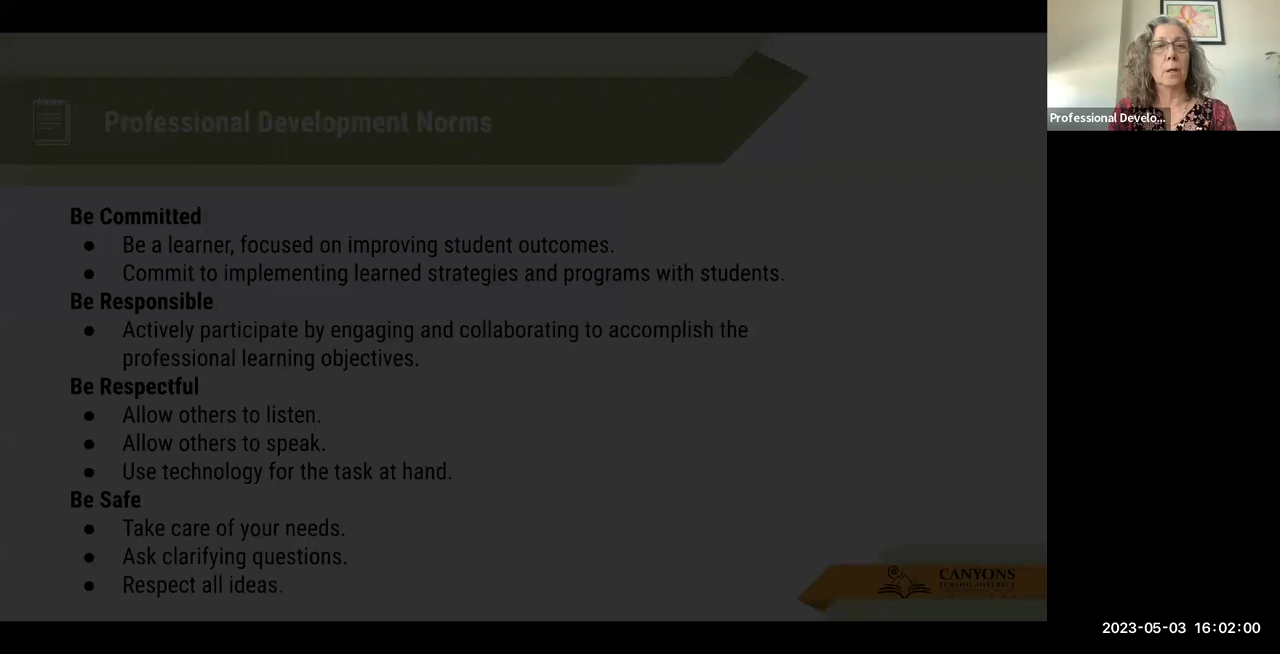 Professional Development Norms
Be Committed
● Be a learner, focused on improving student outcomes.
● Commit to implementing learned strategies and programs with students.
Be Responsible
● Actively participate by engaging and collaborating to accomplish the
professional learning objectives.
Be Respectful
● Allow others to listen.
● Allow others to speak.
● Use technology for the task at hand.
Be Safe
● Take care of your needs.
● Ask clarifying questions.
● Respect all ideas.
CANYONS
SCHOOL DISTRICT
Professional Develo...
2023-05-03 16:02:00